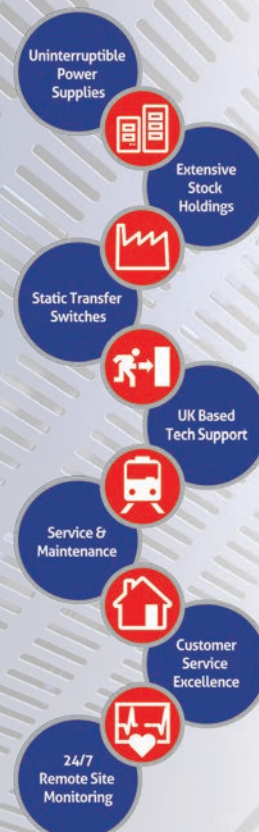 Uninterruptible
Power
Supplies
Extensive
Stock
Holdings
Static Transfer
Switches
UK Based
Tech Support
Service &
Maintenance
Customer
Service
Excellence
24/7
Remote Site
Monitoring